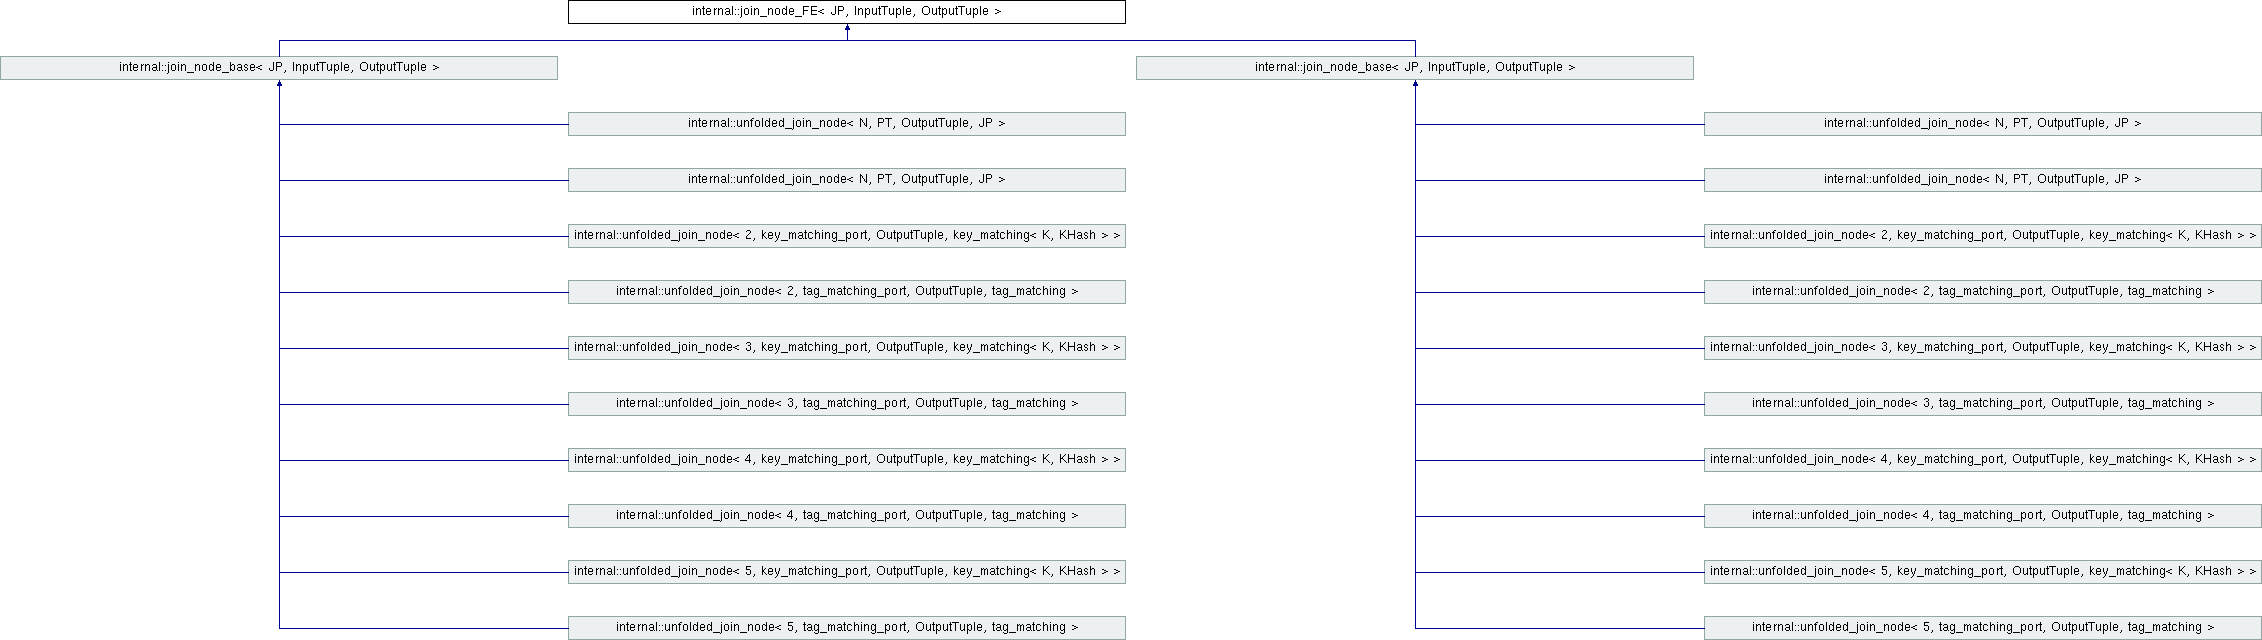 internal::join_node_FE< JP, InputTuple, OutputTuple >
internal::join_node_base< JP, InputTuple, OutputTuple >
internal::join_node_base< JP, InputTuple, OutputTuple >
internal::unfolded_join_node< N, PT, OutputTuple, JP >
internal::unfolded_join_node< N, PT, OutputTuple, JP >
internal::unfolded_join_node< N, PT, OutputTuple, JP >
internal::unfolded_join_node< N, PT, OutputTuple, JP >
internal::unfolded_join_node< 2, key_matching_port, OutputTuple, key_matching< K, KHash > >
internal::unfolded_join_node< 2, key_matching_port, OutputTuple, key_matching< K, KHash > >
internal::unfolded_join_node< 2, tag_matching_port, OutputTuple, tag_matching >
internal::unfolded_join_node< 2, tag_matching_port, OutputTuple, tag_matching >
internal::unfolded_join_node< 3, key_matching_port, OutputTuple, key_matching< K, KHash > >
internal::unfolded_join_node< 3, key_matching_port, OutputTuple, key_matching< K, KHash > >
internal::unfolded_join_node< 3, tag_matching_port, OutputTuple, tag_matching >
internal::unfolded_join_node< 3, tag_matching_port, OutputTuple, tag_matching >
internal::unfolded_join_node< 4, key_matching_port, OutputTuple, key_matching< K, KHash > >
internal::unfolded_join_node< 4, key_matching_port, OutputTuple, key_matching< K, KHash > >
internal::unfolded_join_node< 4, tag_matching_port, OutputTuple, tag_matching >
internal::unfolded_join_node< 4, tag_matching_port, OutputTuple, tag_matching >
internal::unfolded_join_node< 5, key_matching_port, OutputTuple, key_matching< K, KHash > >
internal::unfolded_join_node< 5, key_matching_port, OutputTuple, key_matching< K, KHash > >
internal::unfolded_join_node< 5, tag_matching_port, OutputTuple, tag_matching >
internal::unfolded_join_node< 5, tag_matching_port, OutputTuple, tag_matching >